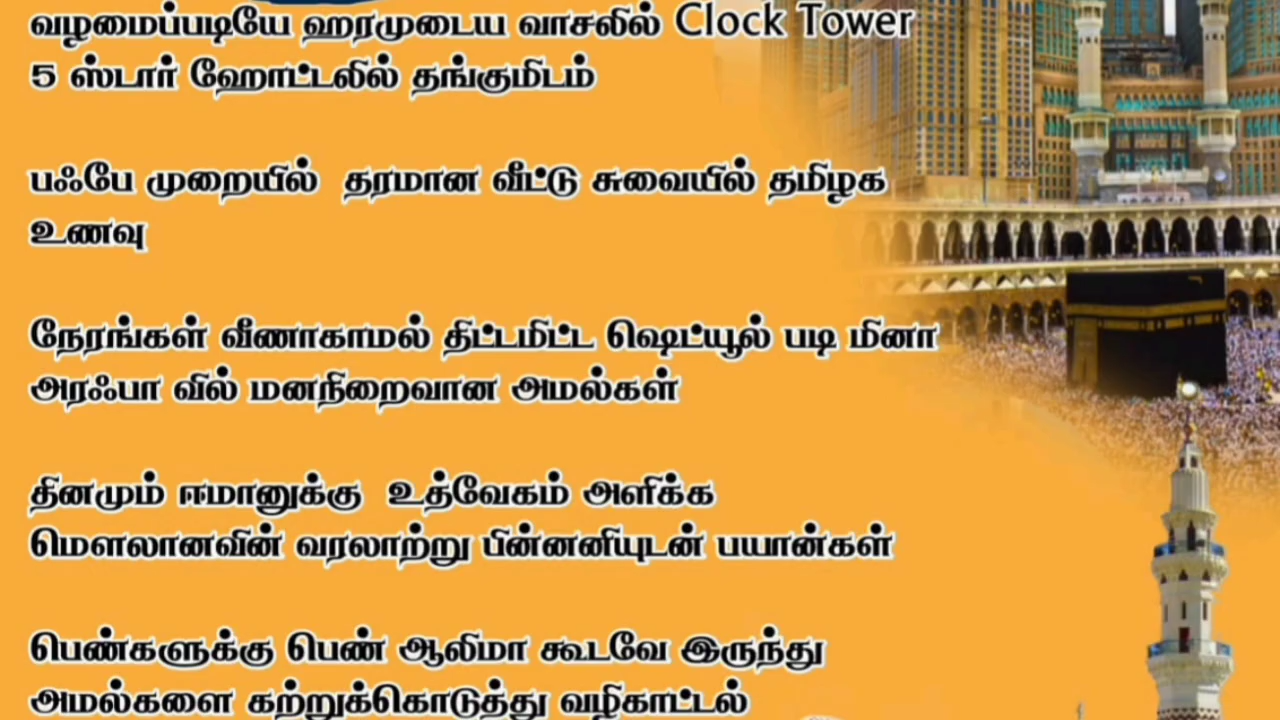 வழமைப்படியே ஹரமுடைய வாசலில் Clock Tower
5 ஸ்டார் ஹோட்டலில் தங்குமிடம்
பஃபே முறையில் தரமான வீட்டு சுவையில் தமிழக
உணவு
நேரங்கள் வீணாகாமல் திட்டமிட்ட ஷெட்யூல் படி மினா
அரஃபா வில் மனநிறைவான அமல்கள்
தினமும் ஈமானுக்கு உத்வேகம் அளிக்க
மௌலானவின் வரலாற்று பின்னனியுடன் பயான்கள்
பெண்களுக்கு பெண் ஆலிமா கூடவே இருந்து
அமல்களை கற்றுக்கொடுத்து வழிகாட்டல்